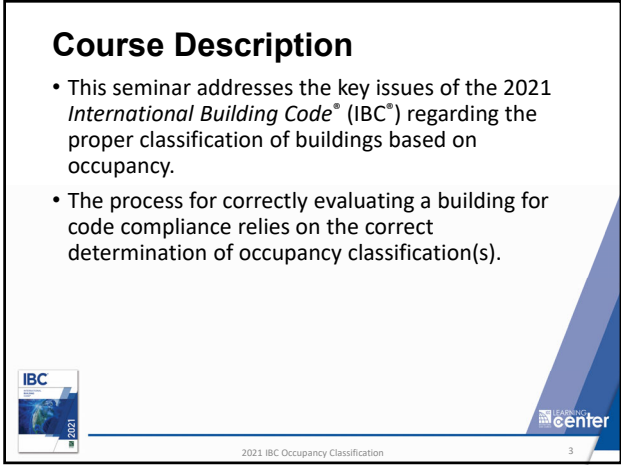 Course Description
• This seminar addresses the key issues of the 2021
International Building Code® (IBC®) regarding the
proper classification of buildings based on
occupancy.
• The process for correctly evaluating a building for
code compliance relies on the correct
determination of occupancy classification(s).
IBC
2021
LEARNING
center
2021 IBC Occupancy Classification
3